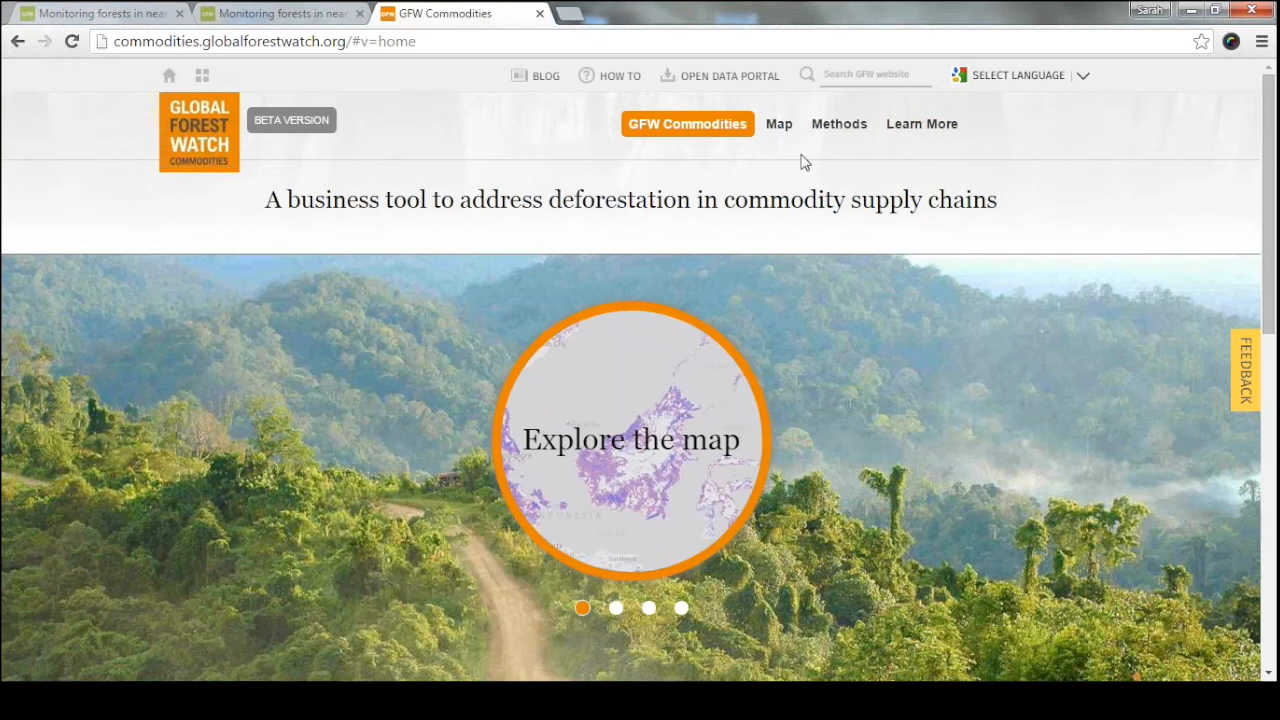 Monitoring forests in near
Monitoring forests in near
GFW Commodities
Sarah
commodities.globalforestwatch.org/#v=home
BLOG
HOW TO
OPEN DATA PORTAL
Search GFW website
SELECT LANGUAGE
GLOBAL
FOREST
WATCH
COMMODITIES
BETA VERSION
GFW Commodities
Map
Methods
Learn More
A business tool to address deforestation in commodity supply chains
Explore the map
FEEDBACK